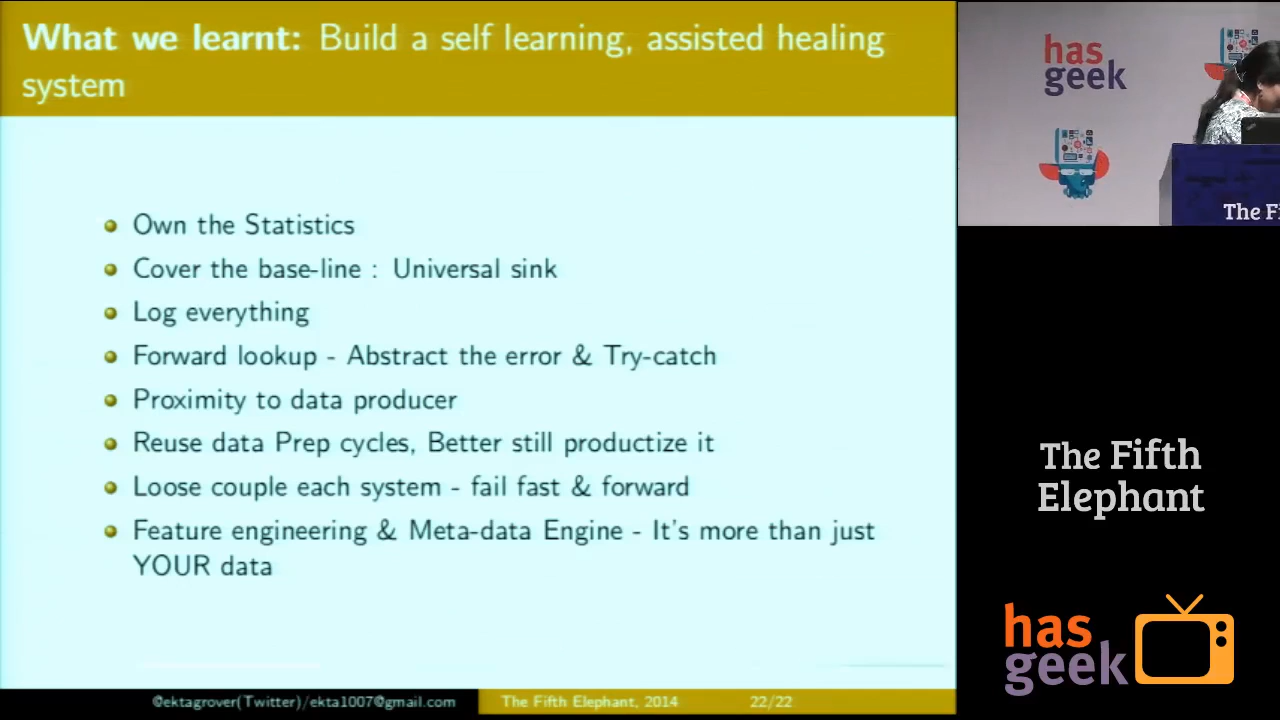 What we learnt: Build a self learning, assisted healing
system
Own the Statistics
Cover the base-line : Universal sink
Log everything
Forward lookup - Abstract the error & Try-catch
Proximity to data producer
Reuse data Prep cycles, Better still productize it
Loose couple each system - fail fast & forward
Feature engineering & Meta-data Engine - It's more than just
YOUR data
@ektagrover(Twitter)/ekta1007@gmail.com
The Fifth Elephant, 2014
22/22
has
geek
The Fi
The Fifth
Elephant
has
geek